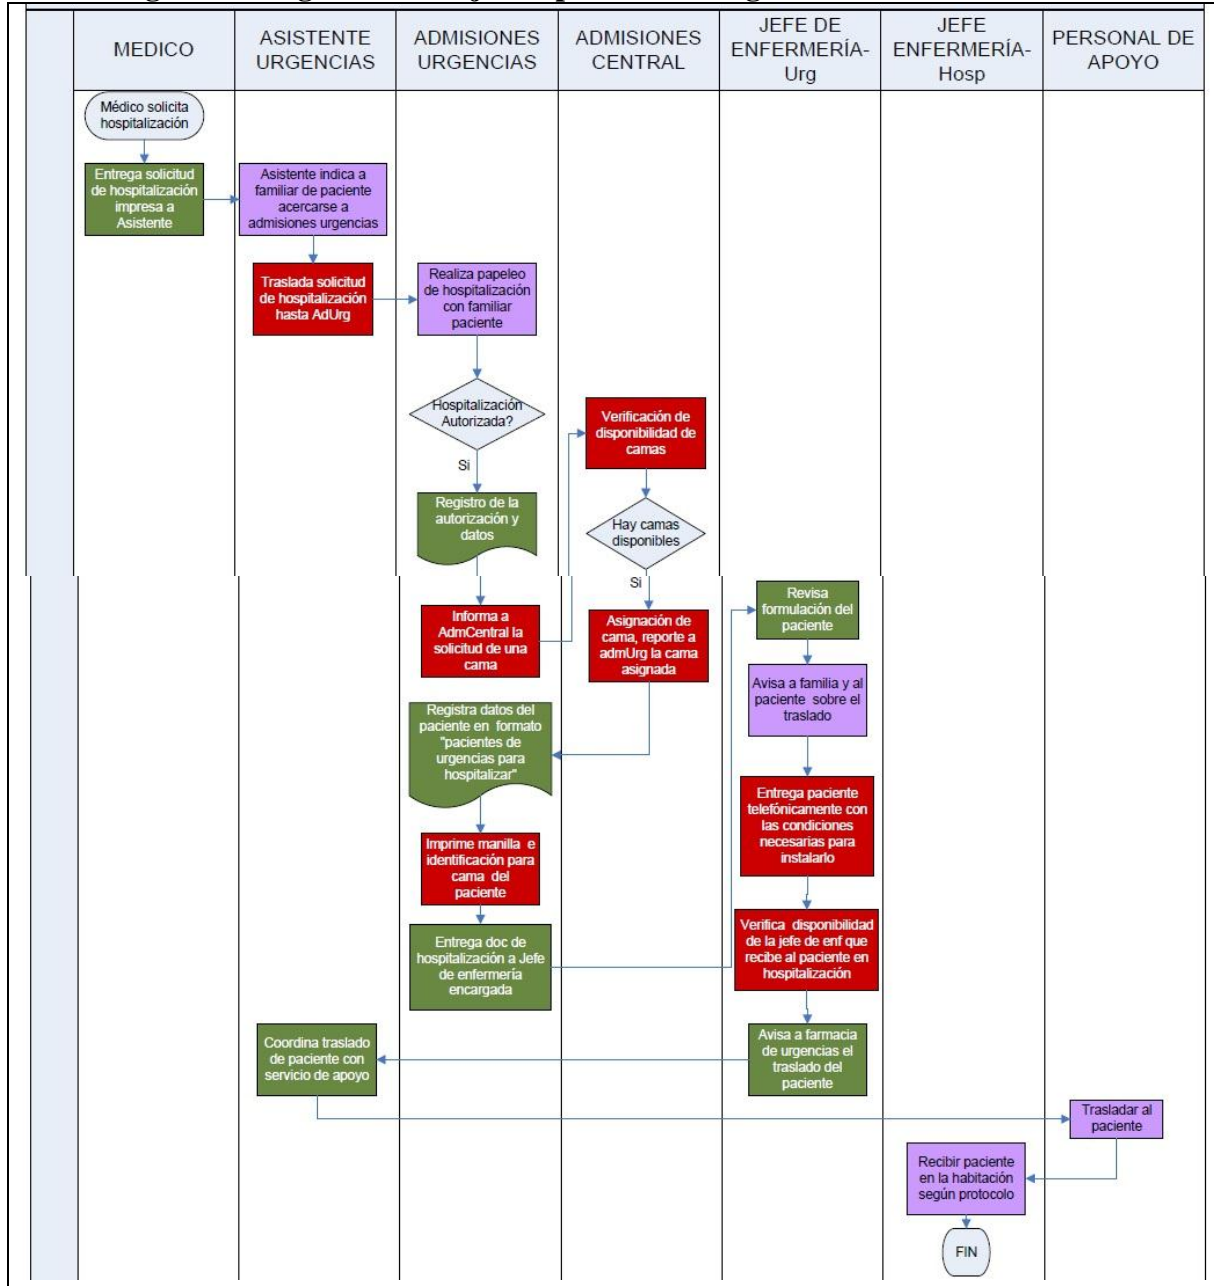 MEDICO
ASISTENTE
URGENCIAS
ADMISIONES
URGENCIAS
ADMISIONES
CENTRAL
JEFE DE
ENFERMERÍA-
Urg
JEFE
ENFERMERÍA-
Hosp
PERSONAL DE
APOYO
Médico solicita
hospitalización
Entrega solicitud
de hospitalización
impresa a
Asistente
Asistente indica a
familiar de paciente
acercarse a
admisiones urgencias
Traslada solicitud
de hospitalización
hasta AdUrg
Realiza papeleo
de hospitalización
con familiar
paciente
Hospitalización
Autorizada?
Si
Registro de la
autorización y
datos
Verificación de
disponibilidad de
camas
Hay camas
disponibles
Si
Informa a
AdmCentral la
solicitud de una
cama
Asignación de
cama, reporte a
admUrg la cama
asignada
Registra datos del
paciente en formato
"pacientes de
urgencias para
hospitalizar"
Imprime manilla e
identificación para
cama del
paciente
Entrega doc de
hospitalización a Jefe
de enfermería
encargada
Revisa
formulación del
paciente
Avisa a familia y al
paciente sobre el
traslado
Entrega paciente
telefónicamente con
las condiciones
necesarias para
instalarlo
Verifica disponibilidad
de la jefe de enf que
recibe al paciente en
hospitalización
Avisa a farmacia
de urgencias el
traslado del
paciente
Coordina traslado
de paciente con
servicio de apoyo
Trasladar al
paciente
Recibir paciente
en la habitación
según protocolo
FIN